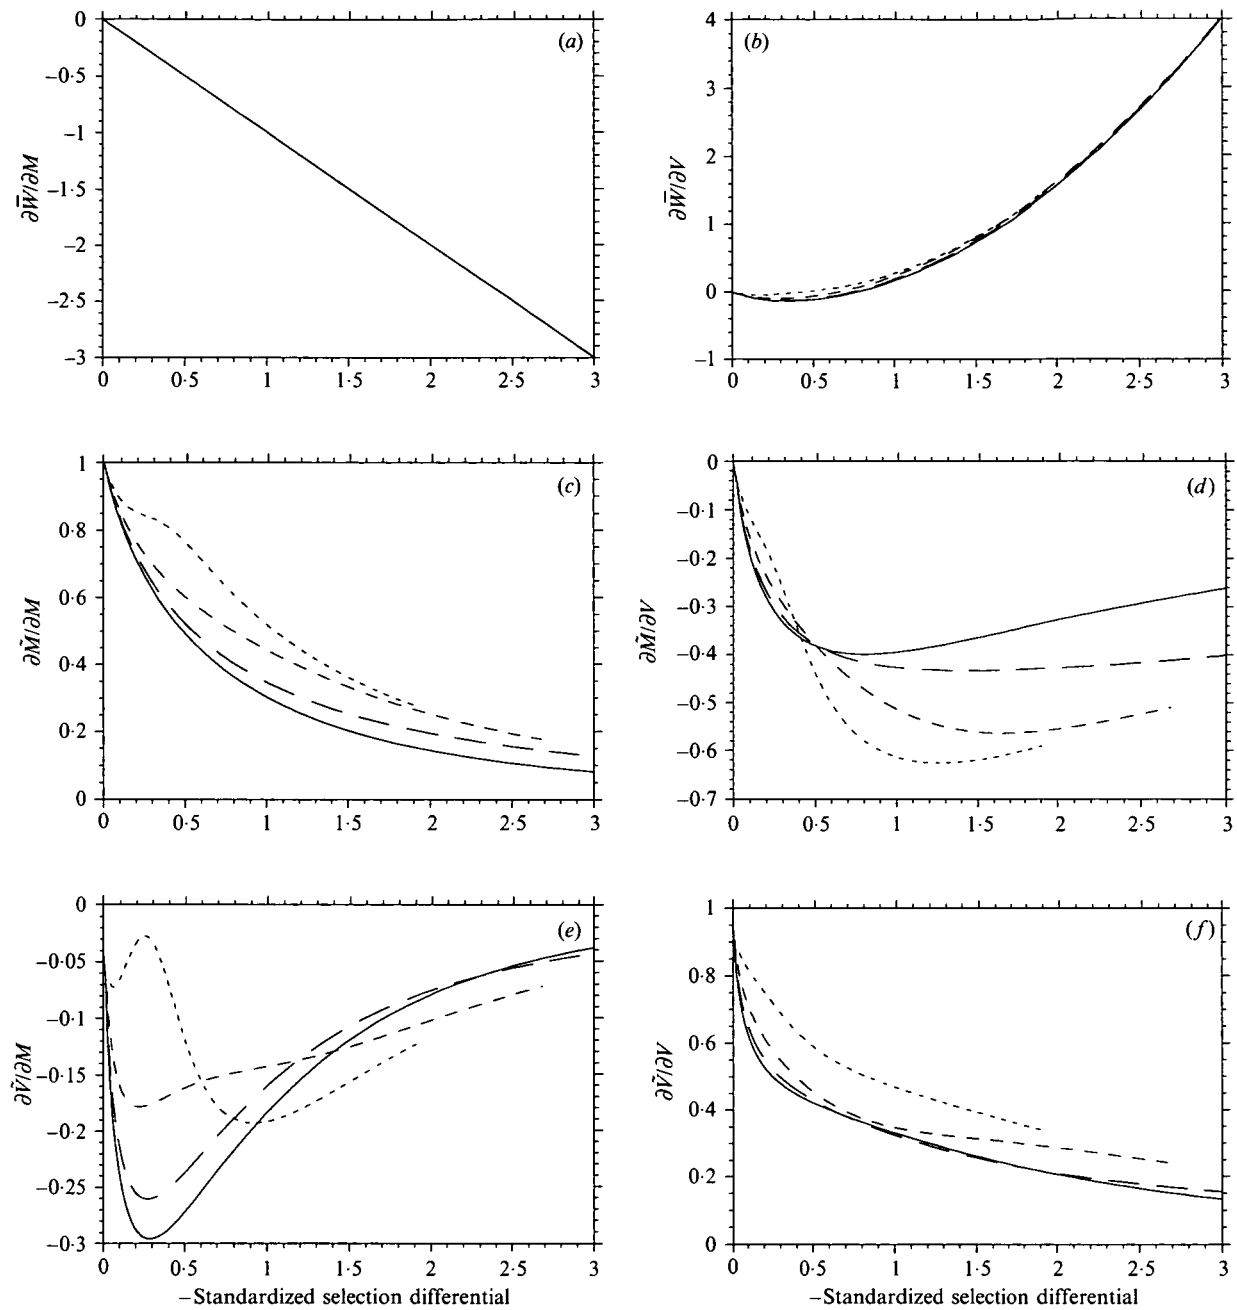 (a)
∂W̄/∂M
0
−0·5
−1
−1·5
−2
−2·5
−3
0 0·5 1 1·5 2 2·5 3
(b)
∂W̄/∂V
4
3
2
1
0
−1
0 0·5 1 1·5 2 2·5 3
(c)
∂M̃/∂M
1
0·8
0·6
0·4
0·2
0
0 0·5 1 1·5 2 2·5 3
(d)
∂M̃/∂V
0
−0·1
−0·2
−0·3
−0·4
−0·5
−0·6
−0·7
0 0·5 1 1·5 2 2·5 3
(e)
∂Ṽ/∂M
0
−0·05
−0·1
−0·15
−0·2
−0·25
−0·3
0 0·5 1 1·5 2 2·5 3
−Standardized selection differential
(f)
∂Ṽ/∂V
1
0·8
0·6
0·4
0·2
0
0 0·5 1 1·5 2 2·5 3
−Standardized selection differential